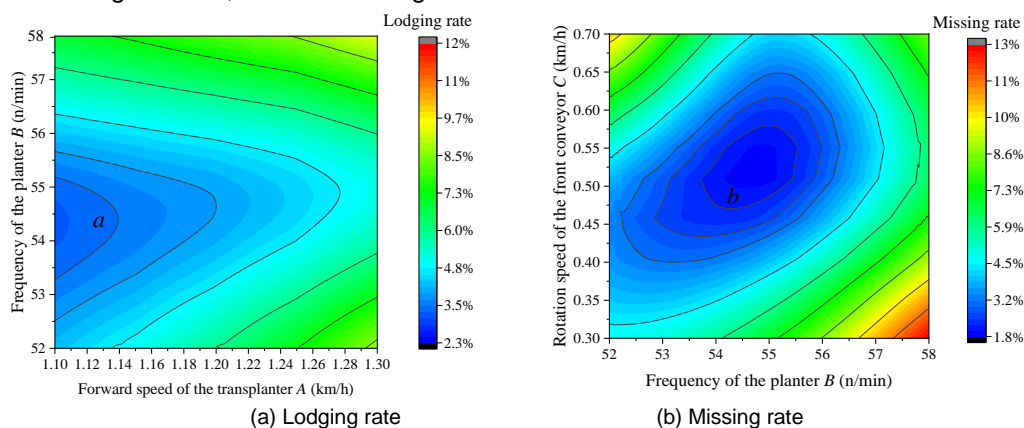 Lodging rate
58
57
56
55
54
53
52
1.10 1.12 1.14 1.16 1.18 1.20 1.22 1.24 1.26 1.28 1.30
Frequency of the planter B (n/min)
Forward speed of the transplanter A (km/h)
a
12%
11%
9.7%
8.5%
7.3%
6.0%
4.8%
3.5%
2.3%
(a) Lodging rate
Missing rate
0.70
0.65
0.60
0.55
0.50
0.45
0.40
0.35
0.30
52 53 54 55 56 57 58
Rotation speed of the front conveyor C (km/h)
Frequency of the planter B (n/min)
b
13%
11%
10%
8.7%
7.3%
5.9%
4.5%
3.2%
1.8%
(b) Missing rate